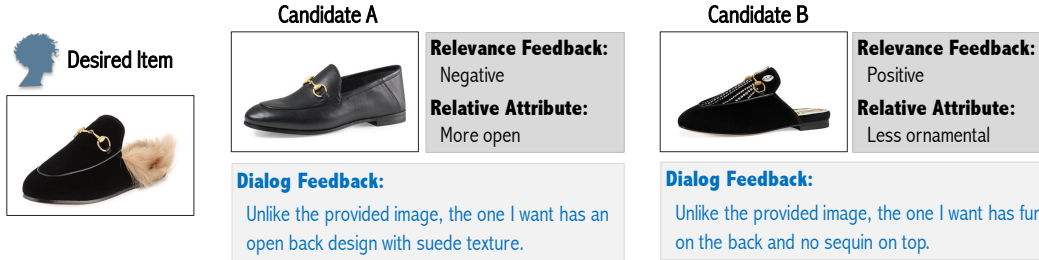 Desired Item
Candidate A
Relevance Feedback:
Negative
Relative Attribute:
More open
Dialog Feedback:
Unlike the provided image, the one I want has an
open back design with suede texture.
Candidate B
Relevance Feedback:
Positive
Relative Attribute:
Less ornamental
Dialog Feedback:
Unlike the provided image, the one I want has fur
on the back and no sequin on top.